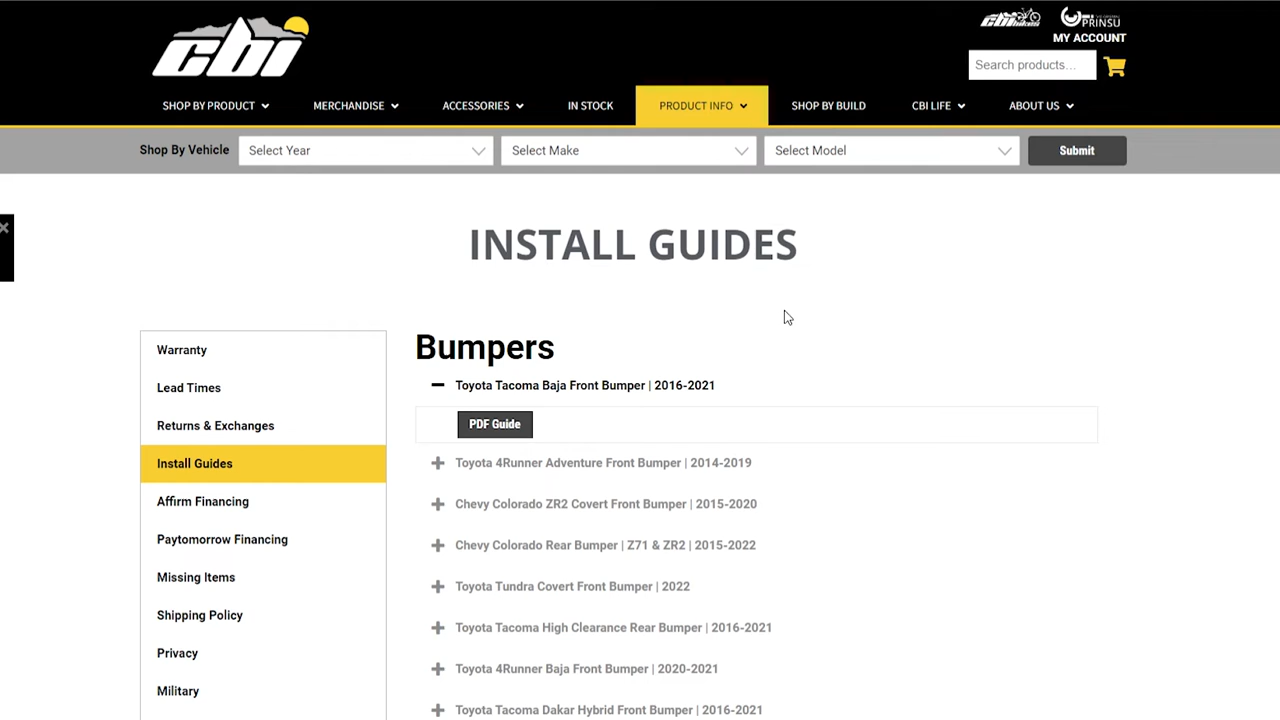 cbi
cbi
bikes
PRINSU
MY ACCOUNT
Search products...
SHOP BY PRODUCT
MERCHANDISE
ACCESSORIES
IN STOCK
PRODUCT INFO
SHOP BY BUILD
CBI LIFE
ABOUT US
Shop By Vehicle
Select Year
Select Make
Select Model
Submit
INSTALL GUIDES
Warranty
Lead Times
Returns & Exchanges
Install Guides
Affirm Financing
Paytomorrow Financing
Missing Items
Shipping Policy
Privacy
Military
Bumpers
Toyota Tacoma Baja Front Bumper | 2016-2021
PDF Guide
Toyota 4Runner Adventure Front Bumper | 2014-2019
Chevy Colorado ZR2 Covert Front Bumper | 2015-2020
Chevy Colorado Rear Bumper | Z71 & ZR2 | 2015-2022
Toyota Tundra Covert Front Bumper | 2022
Toyota Tacoma High Clearance Rear Bumper | 2016-2021
Toyota 4Runner Baja Front Bumper | 2020-2021
Toyota Tacoma Dakar Hybrid Front Bumper | 2016-2021